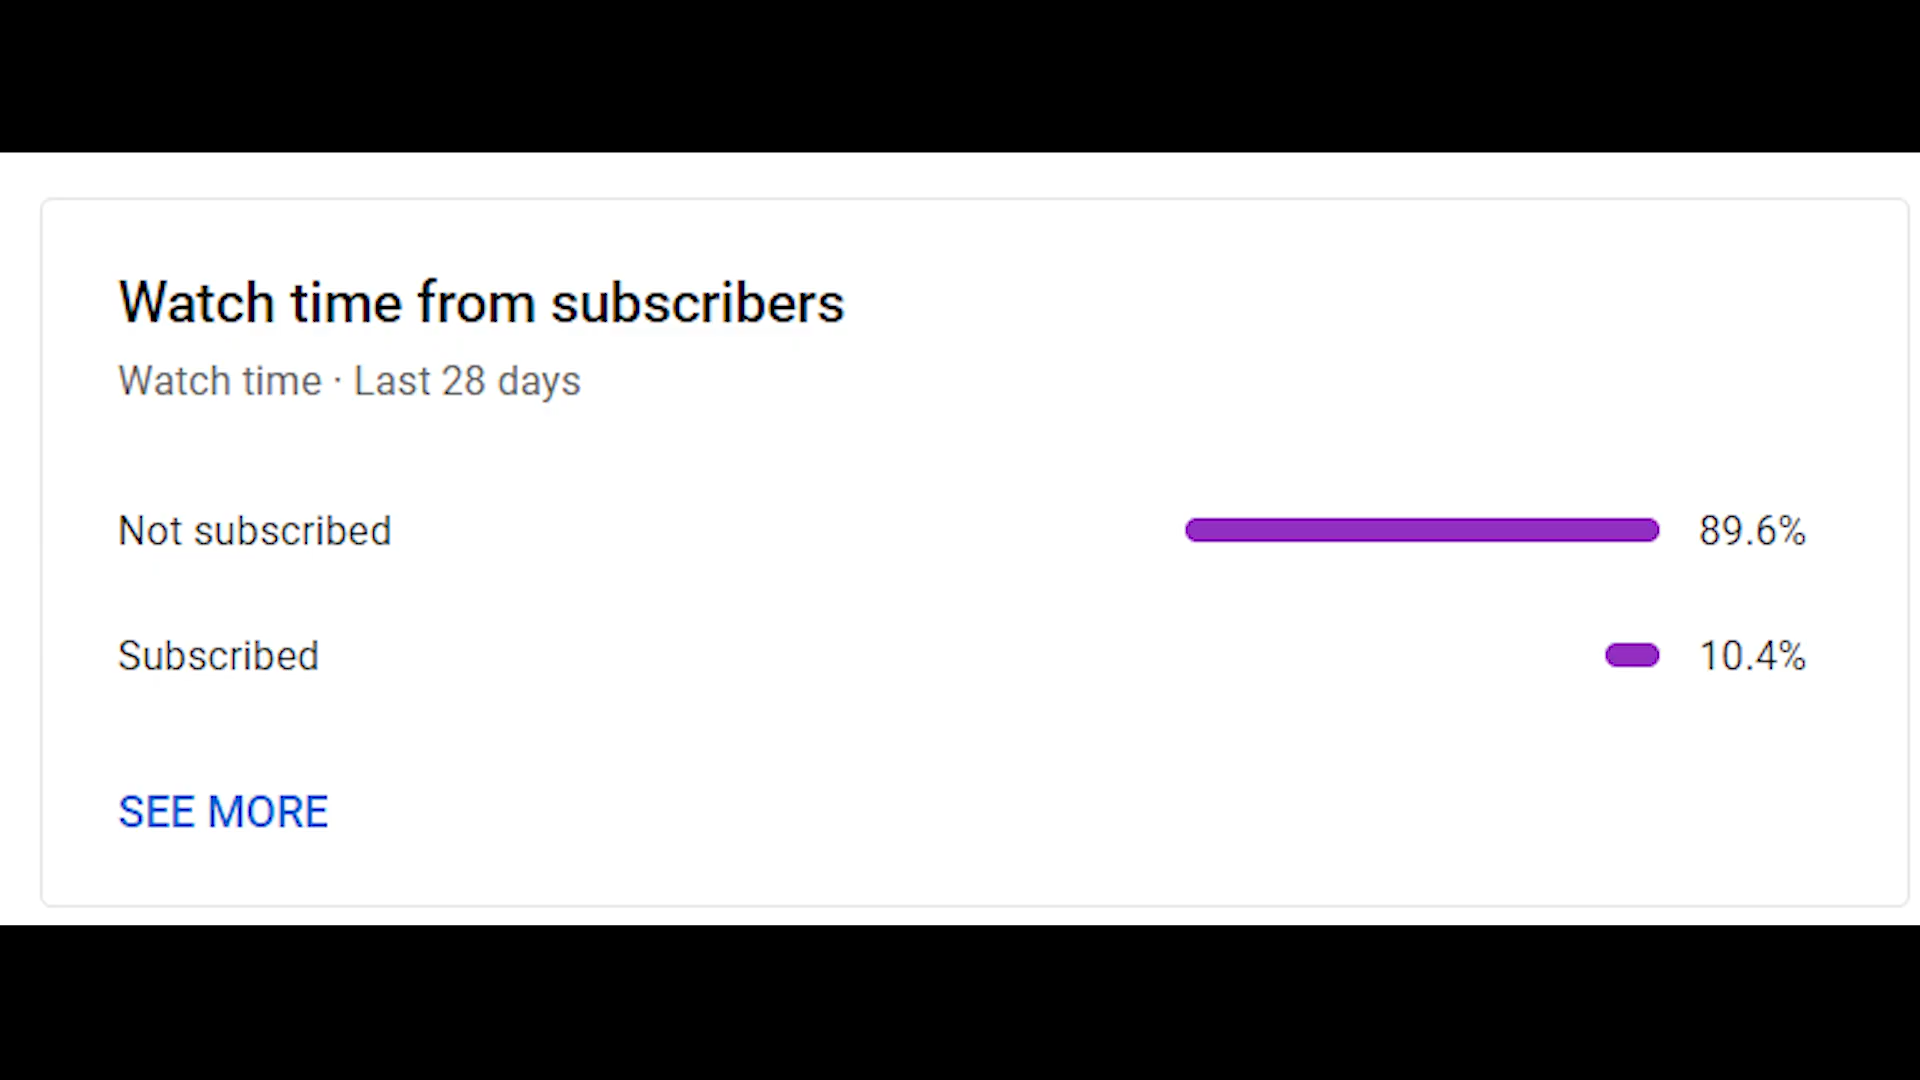 Watch time from subscribers
Watch time · Last 28 days
Not subscribed 89.6%
Subscribed 10.4%
SEE MORE